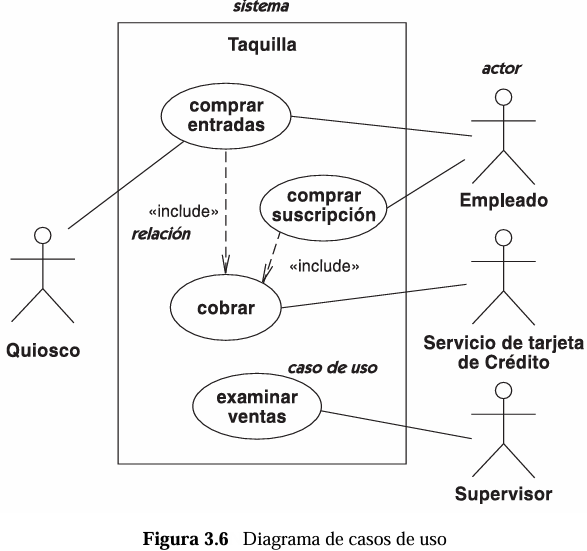 sistema
Taquilla
actor
comprar
entradas
Empleado
comprar
suscripción
«include»
relación
«include»
cobrar
Quiosco
Servicio de tarjeta
de Crédito
caso de uso
examinar
ventas
Supervisor
Figura 3.6 Diagrama de casos de uso